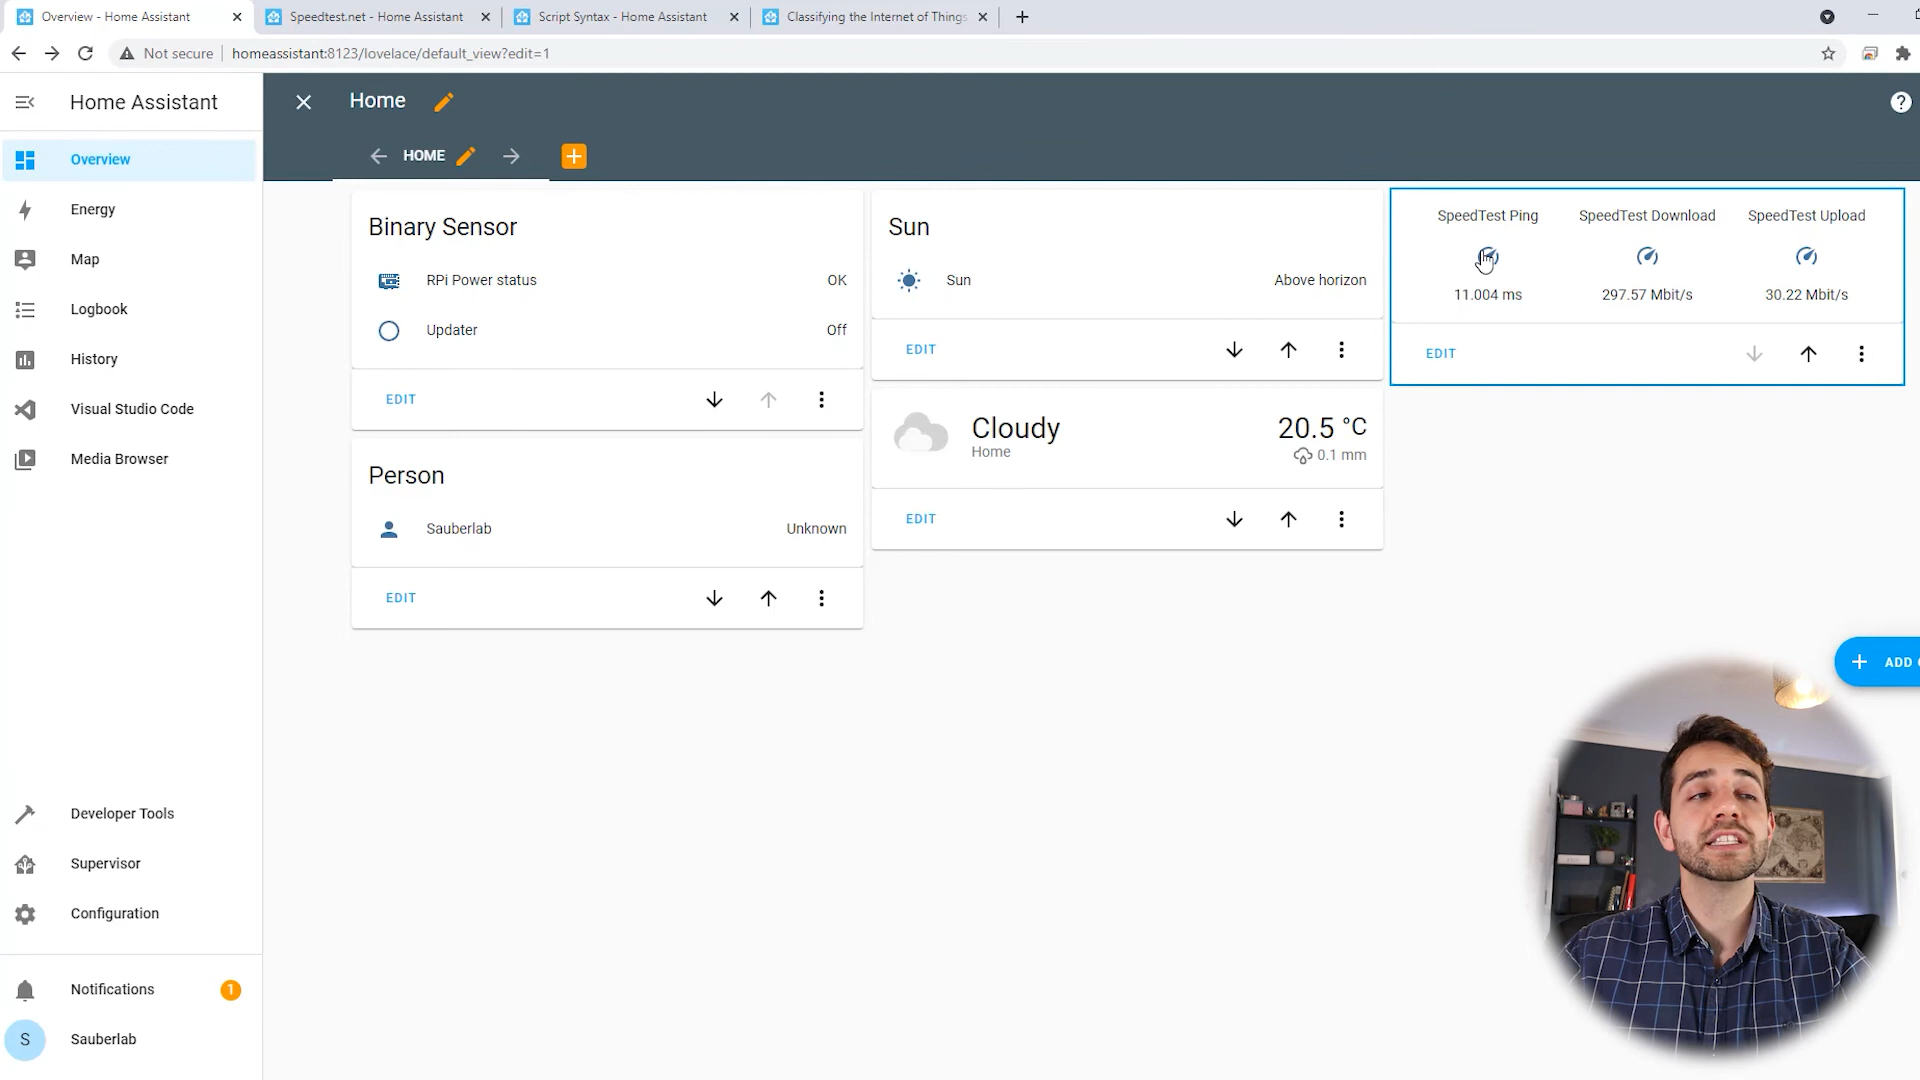 Overview - Home Assistant
Speedtest.net - Home Assistant
Script Syntax - Home Assistant
Classifying the Internet of Things
Not secure
homeassistant:8123/lovelace/default_view?edit=1
Home Assistant
Home
HOME
Overview
Energy
Map
Logbook
History
Visual Studio Code
Media Browser
Developer Tools
Supervisor
Configuration
Notifications
1
S
Sauberlab
Binary Sensor
RPi Power status
OK
Updater
Off
EDIT
Person
Sauberlab
Unknown
EDIT
Sun
Sun
Above horizon
EDIT
Cloudy
Home
20.5 °C
0.1 mm
EDIT
SpeedTest Ping
SpeedTest Download
SpeedTest Upload
11.004 ms
297.57 Mbit/s
30.22 Mbit/s
EDIT
ADD